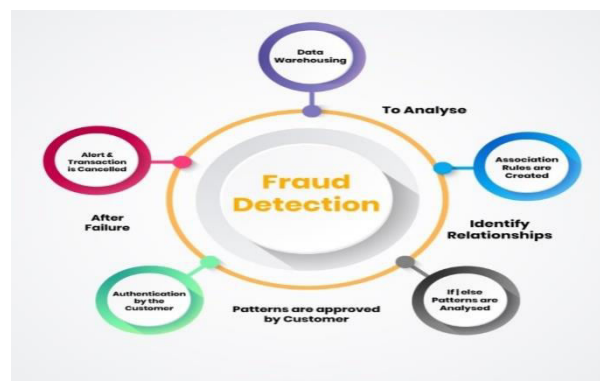 Data
Warehousing
To Analyse
Association
Rules are
Created
Identify
Relationships
If|else
Patterns are
Analysed
Patterns are approved
by Customer
Authentication
by the
Customer
After
Failure
Alert &
Transaction
is Cancelled
Fraud
Detection